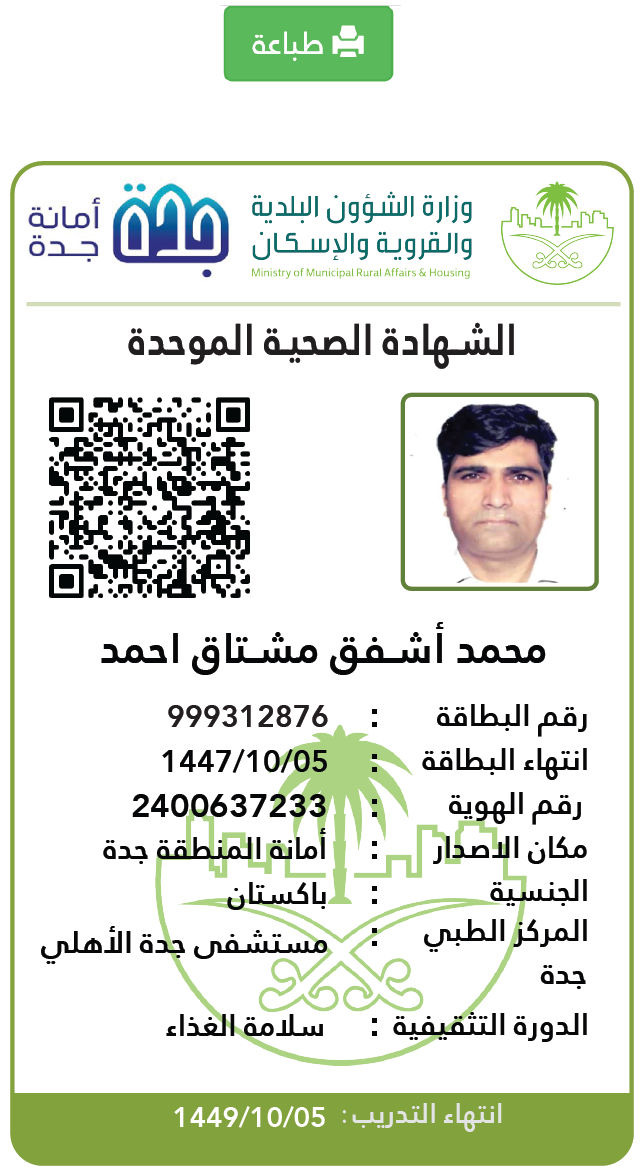 طباعة
وزارة الشؤون البلدية
والقروية والإسكان
Ministry of Municipal Rural Affairs & Housing
جدة
أمانة
جدة
الشهادة الصحية الموحدة
محمد أشفق مشتاق احمد
رقم البطاقة : 999312876
انتهاء البطاقة : 1447/10/05
رقم الهوية : 2400637233
مكان الاصدار : أمانة المنطقة جدة
الجنسية : باكستان
المركز الطبي : مستشفى جدة الأهلي
جدة
الدورة التثقيفية : سلامة الغذاء
انتهاء التدريب : 1449/10/05